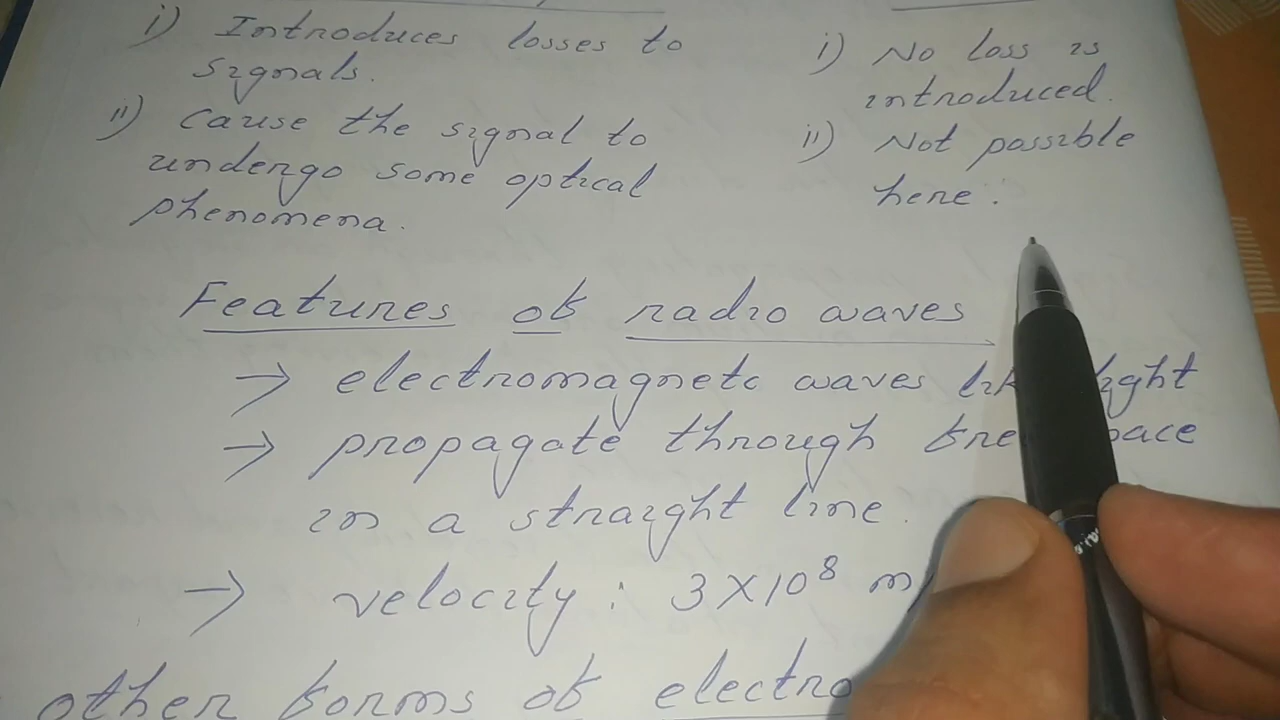 i) Introduces losses to
signals.
ii) Cause the signal to
undergo some optical
phenomena.
i) No loss is
introduced.
ii) Not possible
here.
Features of radio waves
→ electromagnetc waves light
→ propagate through
in a straight line.
→ velocity : 3×10⁸ m
other forms of electro